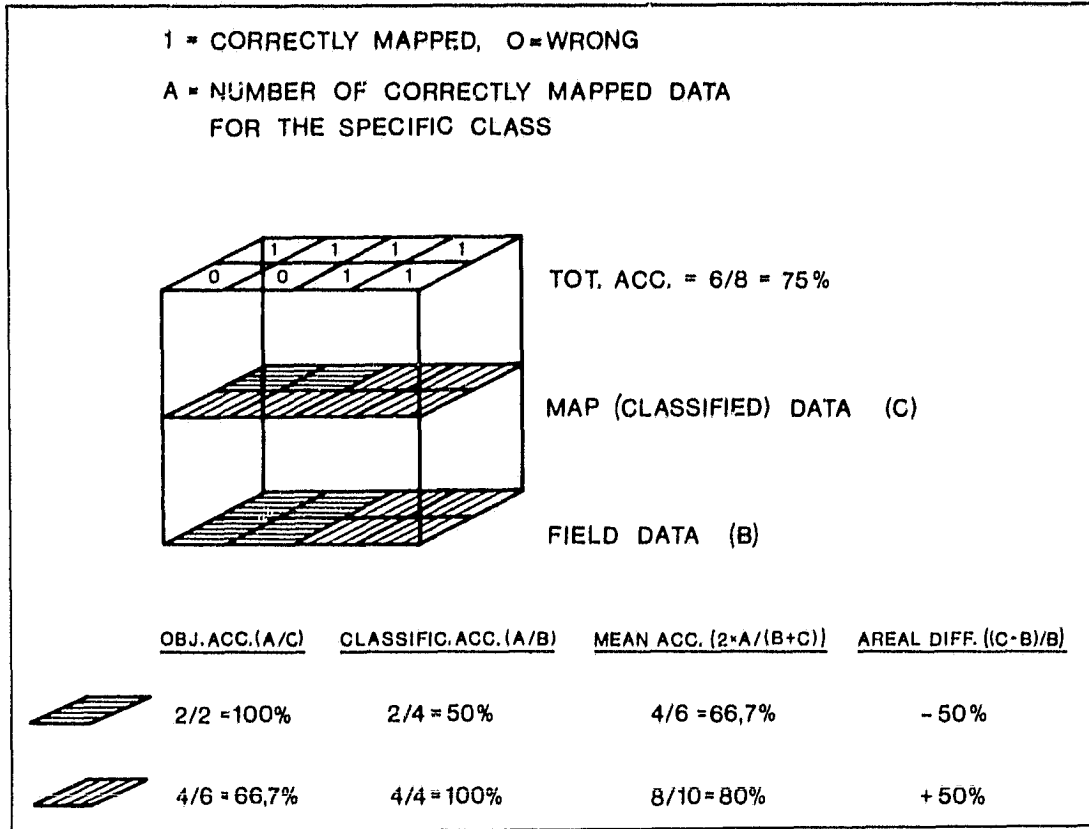 1 = CORRECTLY MAPPED, O=WRONG
A = NUMBER OF CORRECTLY MAPPED DATA
FOR THE SPECIFIC CLASS
1 1 1 1
0 0 1 1
TOT. ACC. = 6/8 = 75%
MAP (CLASSIFIED) DATA (C)
FIELD DATA (B)
OBJ. ACC. (A/C) CLASSIFIC. ACC. (A/B) MEAN ACC. (2*A/(B+C)) AREAL DIFF. ((C-B)/B)
2/2 = 100% 2/4 = 50% 4/6 = 66,7% - 50%
4/6 = 66,7% 4/4 = 100% 8/10 = 80% + 50%